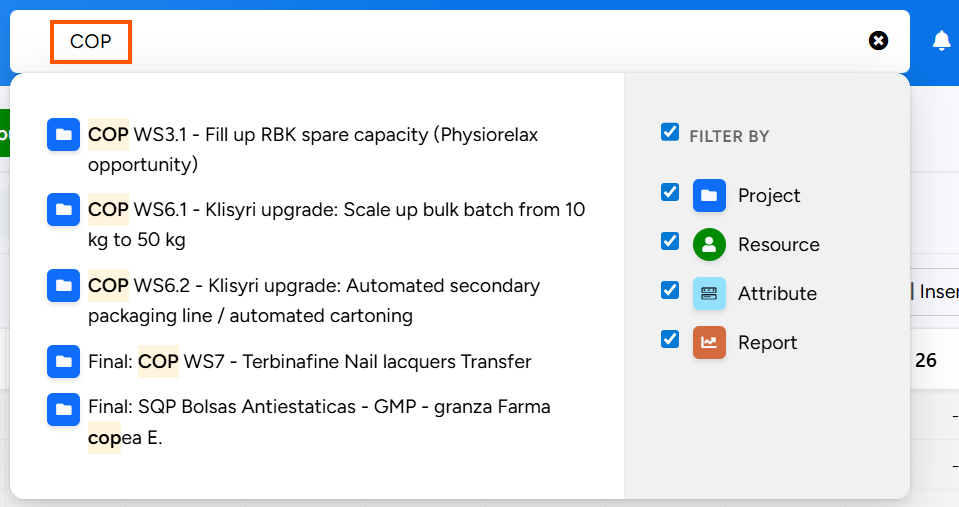 COP
COP WS3.1 - Fill up RBK spare capacity (Physiorelax
opportunity)
COP WS6.1 - Klisyri upgrade: Scale up bulk batch from 10
kg to 50 kg
COP WS6.2 - Klisyri upgrade: Automated secondary
packaging line / automated cartoning
Final: COP WS7 - Terbinafine Nail lacquers Transfer
Final: SQP Bolsas Antiestaticas - GMP - granza Farma
copea E.
FILTER BY
Project
Resource
Attribute
Report
26